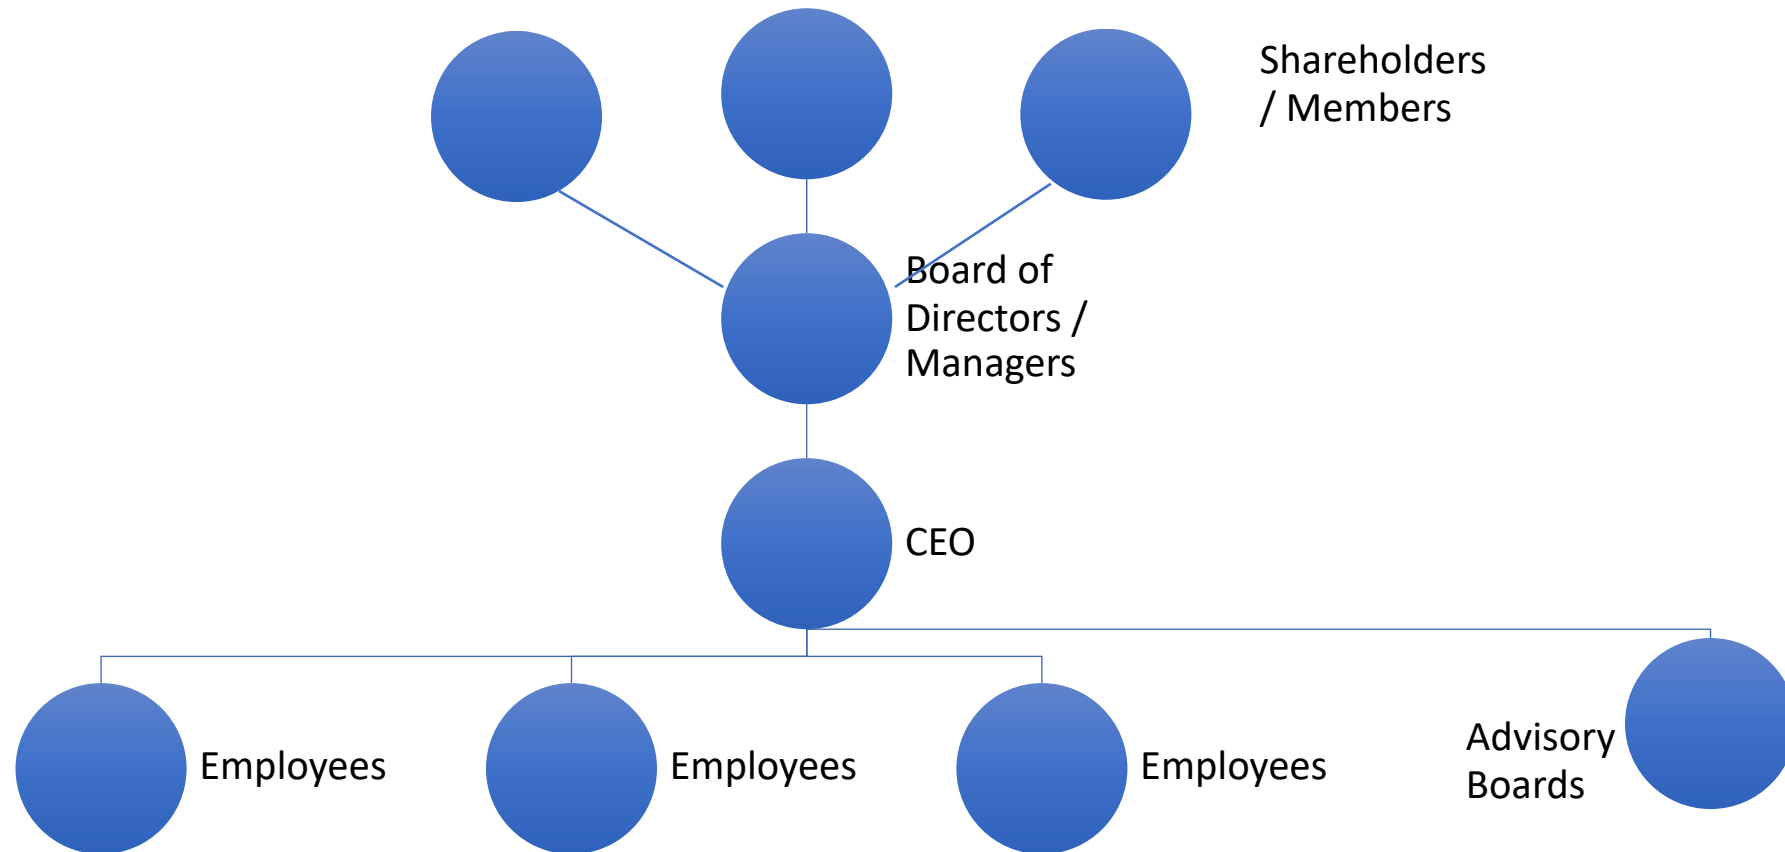 Shareholders
/ Members
Board of
Directors /
Managers
CEO
Employees
Employees
Employees
Advisory
Boards